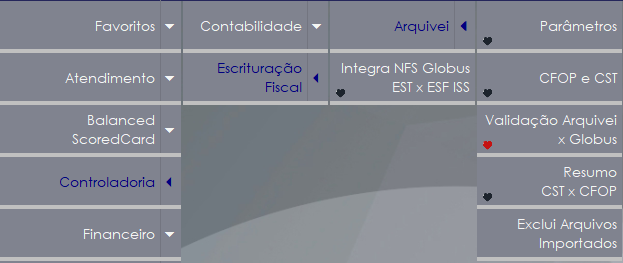 Favoritos
Contabilidade
Arquivei
Parâmetros
Atendimento
Escrituração
Fiscal
Integra NFS Globus
EST x ESF ISS
CFOP e CST
Balanced
ScoredCard
Validação Arquivei
x Globus
Controladoria
Resumo
CST x CFOP
Financeiro
Exclui Arquivos
Importados